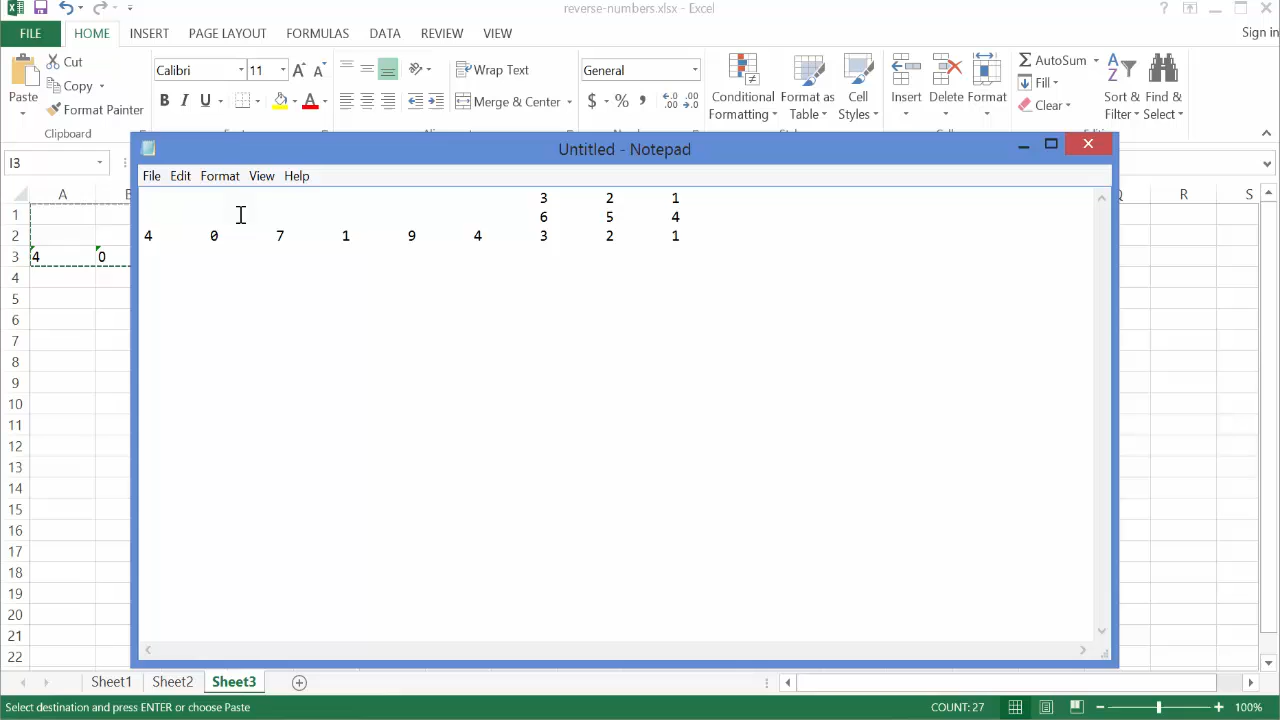 reverse-numbers.xlsx - Excel
FILE HOME INSERT PAGE LAYOUT FORMULAS DATA REVIEW VIEW Sign in
Paste Cut Copy Format Painter Clipboard
Calibri 11 B I U
Wrap Text Merge & Center
General $ % ,
Conditional Formatting Format as Table Cell Styles
Insert Delete Format
AutoSum Fill Clear Sort & Filter Find & Select
I3
Untitled - Notepad
File Edit Format View Help
3 2 1
6 5 4
4 0 7 1 9 4 3 2 1
A R S
1
2
3 4 0
4
5
6
7
8
9
10
11
12
13
14
15
16
17
18
19
20
21
22
Sheet1 Sheet2 Sheet3
Select destination and press ENTER or choose Paste COUNT: 27 100%